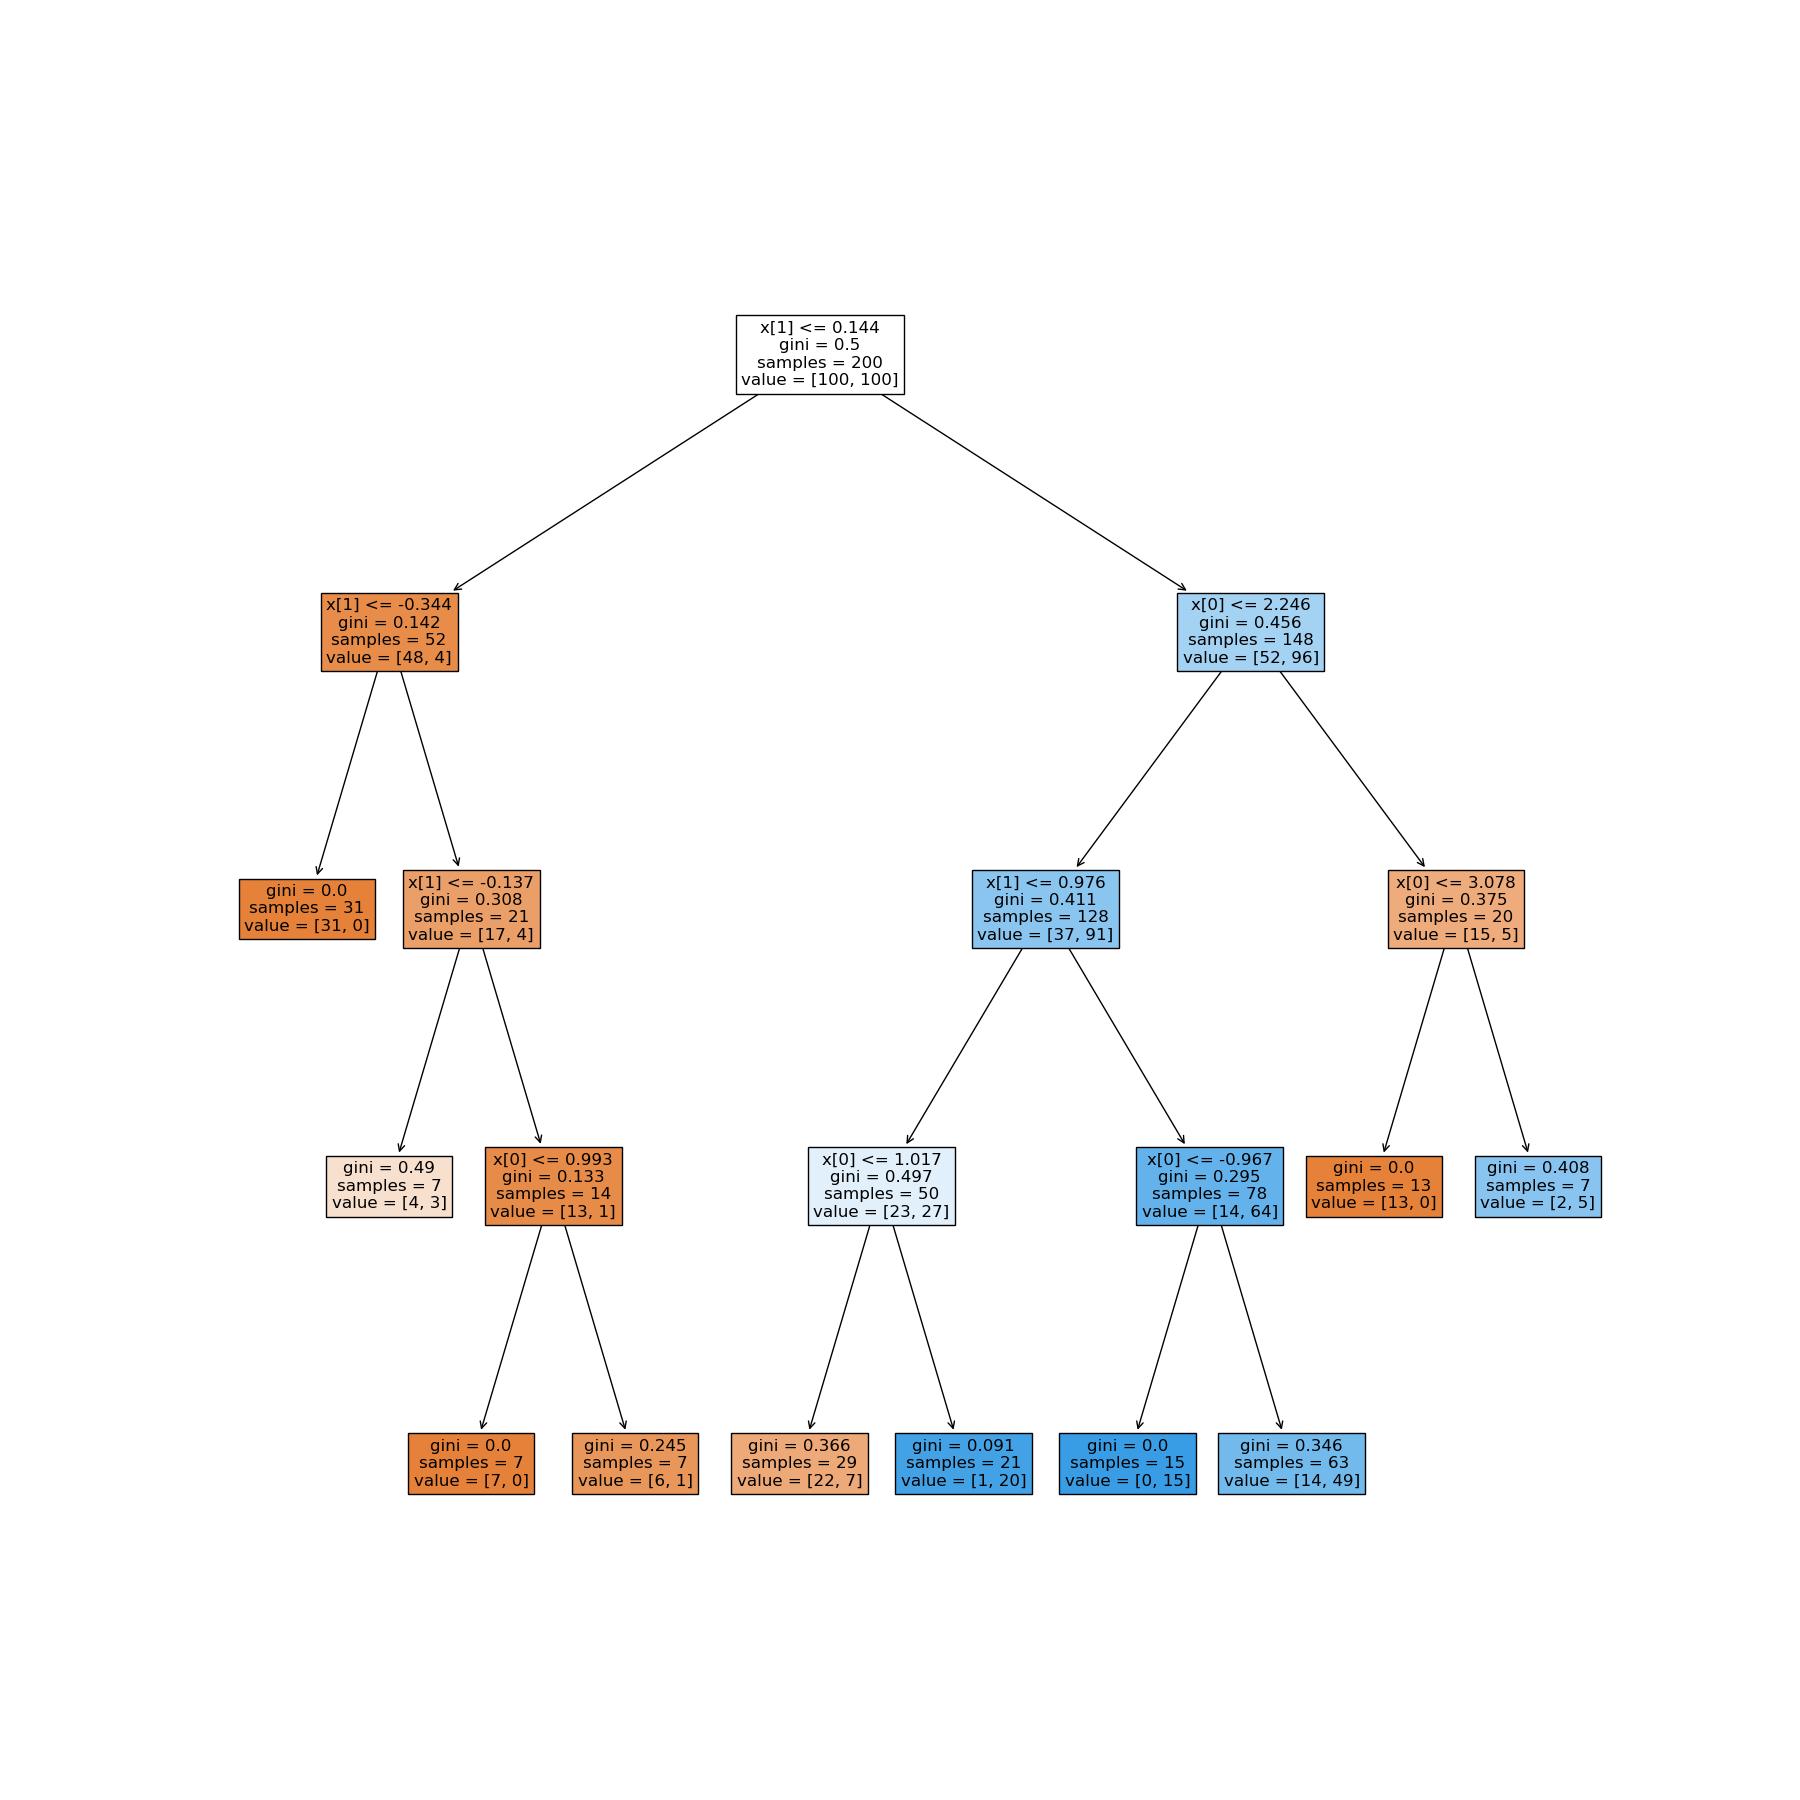 x[1] <= 0.144
gini = 0.5
samples = 200
value = [100, 100]
x[1] <= -0.344
gini = 0.142
samples = 52
value = [48, 4]
x[0] <= 2.246
gini = 0.456
samples = 148
value = [52, 96]
gini = 0.0
samples = 31
value = [31, 0]
x[1] <= -0.137
gini = 0.308
samples = 21
value = [17, 4]
x[1] <= 0.976
gini = 0.411
samples = 128
value = [37, 91]
x[0] <= 3.078
gini = 0.375
samples = 20
value = [15, 5]
gini = 0.49
samples = 7
value = [4, 3]
x[0] <= 0.993
gini = 0.133
samples = 14
value = [13, 1]
x[0] <= 1.017
gini = 0.497
samples = 50
value = [23, 27]
x[0] <= -0.967
gini = 0.295
samples = 78
value = [14, 64]
gini = 0.0
samples = 13
value = [13, 0]
gini = 0.408
samples = 7
value = [2, 5]
gini = 0.0
samples = 7
value = [7, 0]
gini = 0.245
samples = 7
value = [6, 1]
gini = 0.366
samples = 29
value = [22, 7]
gini = 0.091
samples = 21
value = [1, 20]
gini = 0.0
samples = 15
value = [0, 15]
gini = 0.346
samples = 63
value = [14, 49]